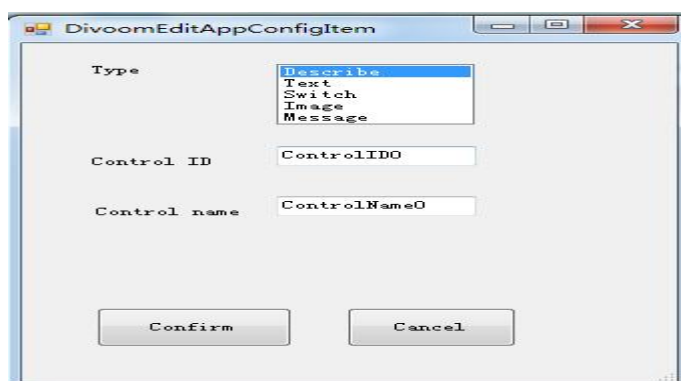 DivoomEditAppConfigItem
Type
Describe
Text
Switch
Image
Message
Control ID
ControlID0
Control name
ControlName0
Confirm
Cancel